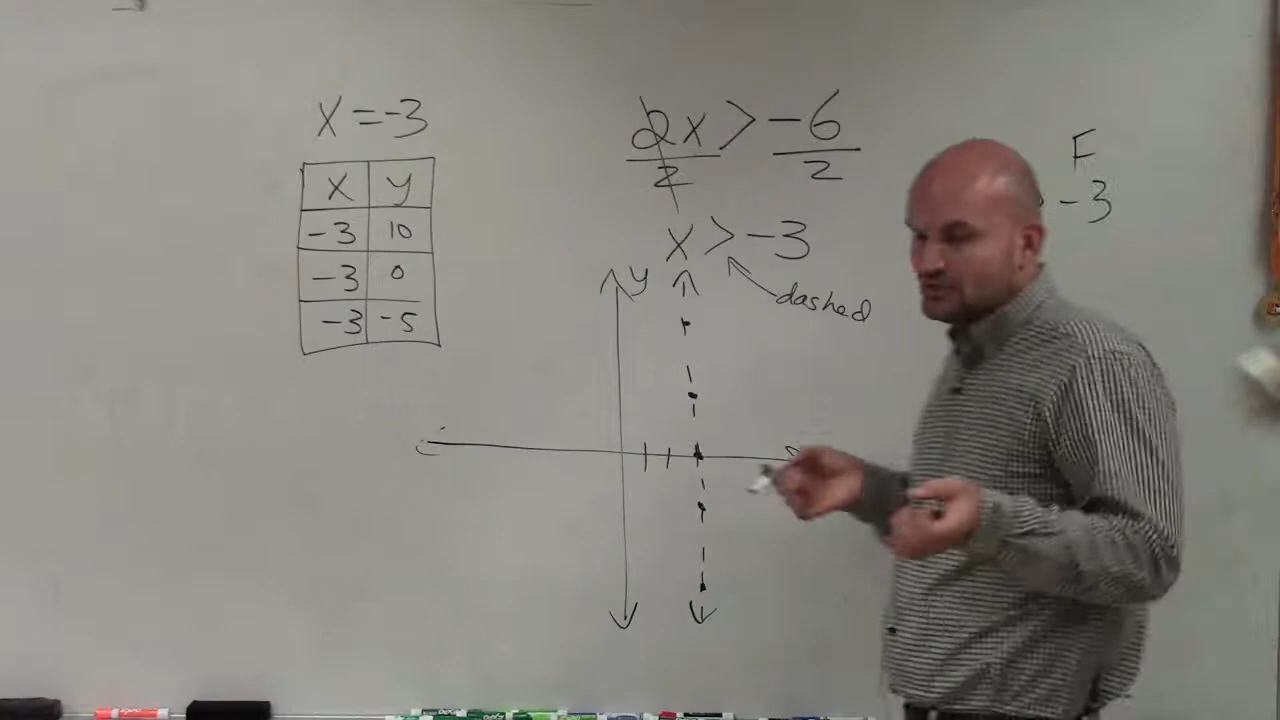 x = -3
x y
-3 10
-3 0
-3 -5
2x > -6
2 2
x > -3
dashed
y
F
-3